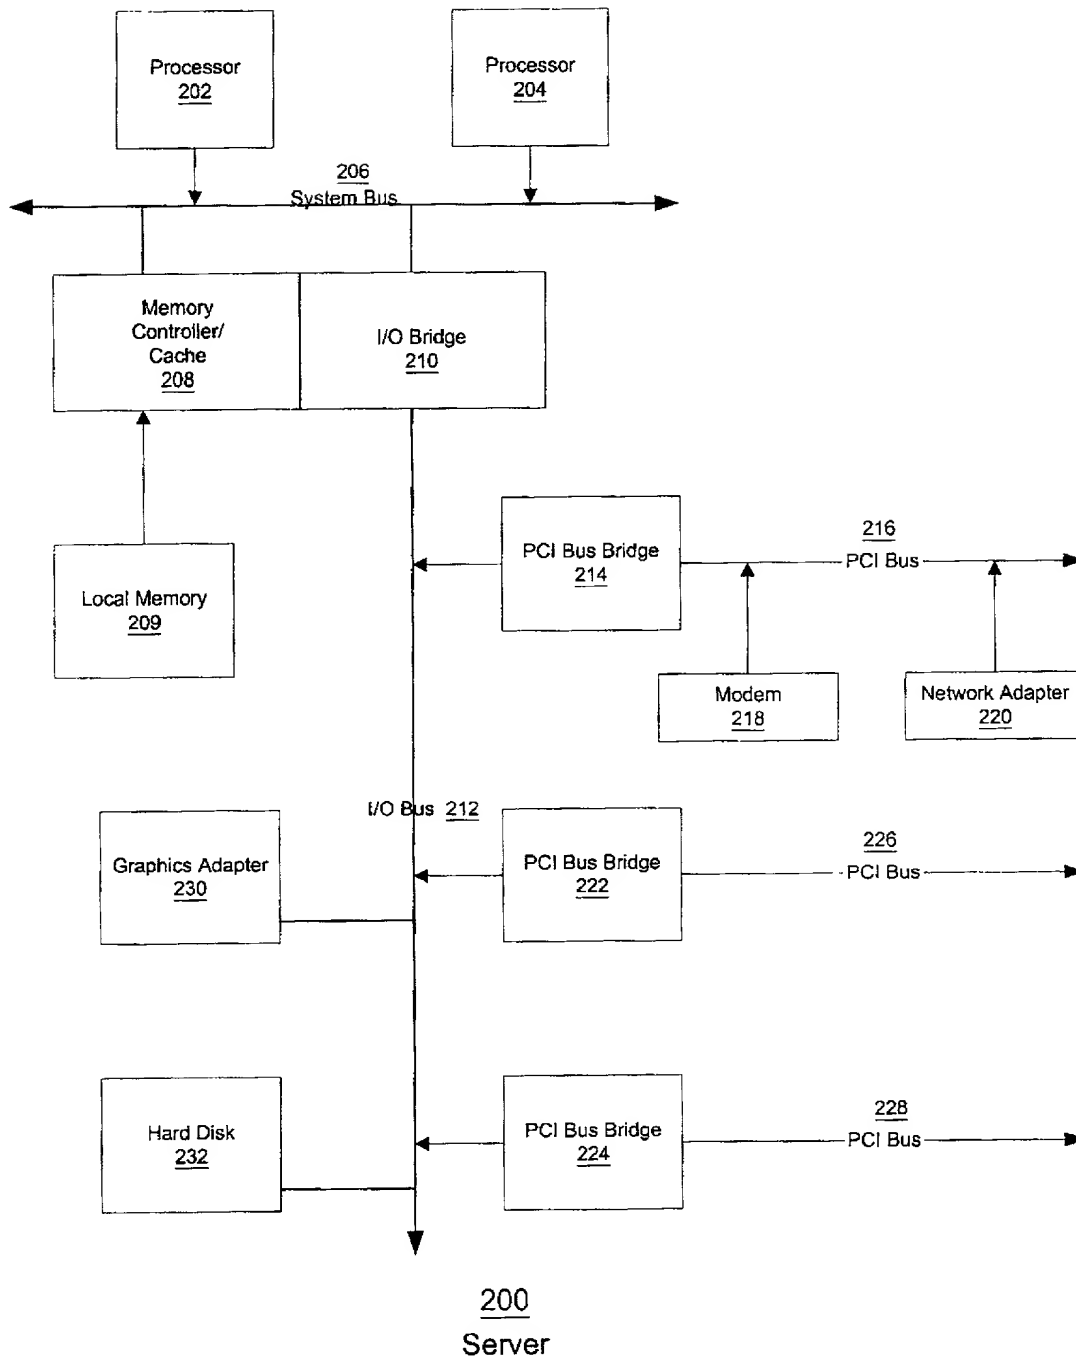 Processor
202
Processor
204
206
System Bus
Memory
Controller/
Cache
208
I/O Bridge
210
PCI Bus Bridge
214
216
PCI Bus
Local Memory
209
Modem
218
Network Adapter
220
I/O Bus 212
Graphics Adapter
230
PCI Bus Bridge
222
226
PCI Bus
Hard Disk
232
PCI Bus Bridge
224
228
PCI Bus
200
Server